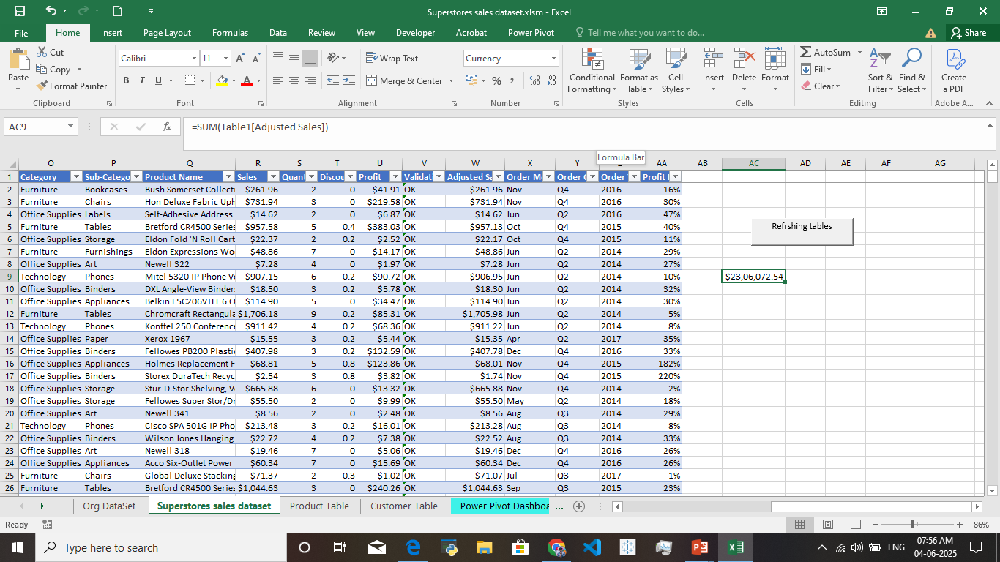 Superstores sales dataset.xlsm - Excel
File Home Insert Page Layout Formulas Data Review View Developer Acrobat Power Pivot Tell me what you want to do... Share
Paste
Cut
Copy
Format Painter
Clipboard
Calibri 11
B I U
Font
Wrap Text
Merge & Center
Alignment
Currency
Number
Conditional Formatting
Format as Table
Cell Styles
Styles
Insert Delete Format
Cells
AutoSum
Fill
Clear
Sort & Filter
Find & Select
Editing
Create a PDF
Adobe A...
AC9 fx =SUM(Table1[Adjusted Sales])
Formula Bar
O P Q R S T U V W X Y AA AB AC AD AE AF AG
1 Category Sub-Catego Product Name Sales Quant Discou Profit Validat Adjusted Sa Order M Order Order Profit
2 Furniture Bookcases Bush Somerset Collecti $261.96 2 0 $41.91 OK $261.96 Nov Q4 2016 16%
3 Furniture Chairs Hon Deluxe Fabric Uph $731.94 3 0 $219.58 OK $731.94 Nov Q4 2016 30%
4 Office Supplies Labels Self-Adhesive Address $14.62 2 0 $6.87 OK $14.62 Jun Q2 2016 47%
5 Furniture Tables Bretford CR4500 Series $957.58 5 0.4 $383.03 OK $957.13 Oct Q4 2015 40%
6 Office Supplies Storage Eldon Fold 'N Roll Cart $22.37 2 0.2 $2.52 OK $22.17 Oct Q4 2015 11%
7 Furniture Furnishings Eldon Expressions Wo $48.86 7 0 $14.17 OK $48.86 Jun Q2 2014 29%
8 Office Supplies Art Newell 322 $7.28 4 0 $1.97 OK $7.28 Jun Q2 2014 27%
9 Technology Phones Mitel 5320 IP Phone V $907.15 6 0.2 $90.72 OK $906.95 Jun Q2 2014 10% $23,06,072.54
10 Office Supplies Binders DXL Angle-View Binder $18.50 3 0.2 $5.78 OK $18.30 Jun Q2 2014 32%
11 Office Supplies Appliances Belkin F5C206VTEL 6 O $114.90 5 0 $34.47 OK $114.90 Jun Q2 2014 30%
12 Furniture Tables Chromcraft Rectangula $1,706.18 9 0.2 $85.31 OK $1,705.98 Jun Q2 2014 5%
13 Technology Phones Konftel 250 Conference $911.42 4 0.2 $68.36 OK $911.22 Jun Q2 2014 8%
14 Office Supplies Paper Xerox 1967 $15.55 3 0.2 $5.44 OK $15.35 Apr Q2 2017 35%
15 Office Supplies Binders Fellowes PB200 Plasti $407.98 3 0.2 $132.59 OK $407.78 Dec Q4 2016 33%
16 Office Supplies Appliances Holmes Replacement F $68.81 5 0.8 $123.86 OK $68.01 Nov Q4 2015 182%
17 Office Supplies Binders Storex DuraTech Recyc $2.54 3 0.8 $3.82 OK $1.74 Nov Q4 2015 220%
18 Office Supplies Storage Stur-D-Stor Shelving, V $665.88 6 0 $13.32 OK $665.88 Nov Q4 2014 2%
19 Office Supplies Storage Fellowes Super Stor/Dr $55.50 2 0 $9.99 OK $55.50 May Q2 2014 18%
20 Office Supplies Art Newell 341 $8.56 2 0 $2.48 OK $8.56 Aug Q3 2014 29%
21 Technology Phones Cisco SPA 501G IP Pho $213.48 3 0.2 $16.01 OK $213.28 Aug Q3 2014 8%
22 Office Supplies Binders Wilson Jones Hanging $22.72 4 0.2 $7.38 OK $22.52 Aug Q3 2014 33%
23 Office Supplies Art Newell 318 $19.46 7 0 $5.06 OK $19.46 Dec Q4 2016 26%
24 Office Supplies Appliances Acco Six-Outlet Power $60.34 7 0 $15.69 OK $60.34 Dec Q4 2016 26%
25 Furniture Chairs Global Deluxe Stacking $71.37 2 0.3 $1.02 OK $71.07 Jul Q3 2017 1%
26 Furniture Tables Bretford CR4500 Series $1,044.63 3 0 $240.26 OK $1,044.63 Sep Q3 2015 23%
Refrshing tables
Org DataSet Superstores sales dataset Product Table Customer Table Power Pivot Dashboa ...
Ready 86%
Type here to search
ENG
07:56 AM
04-06-2025